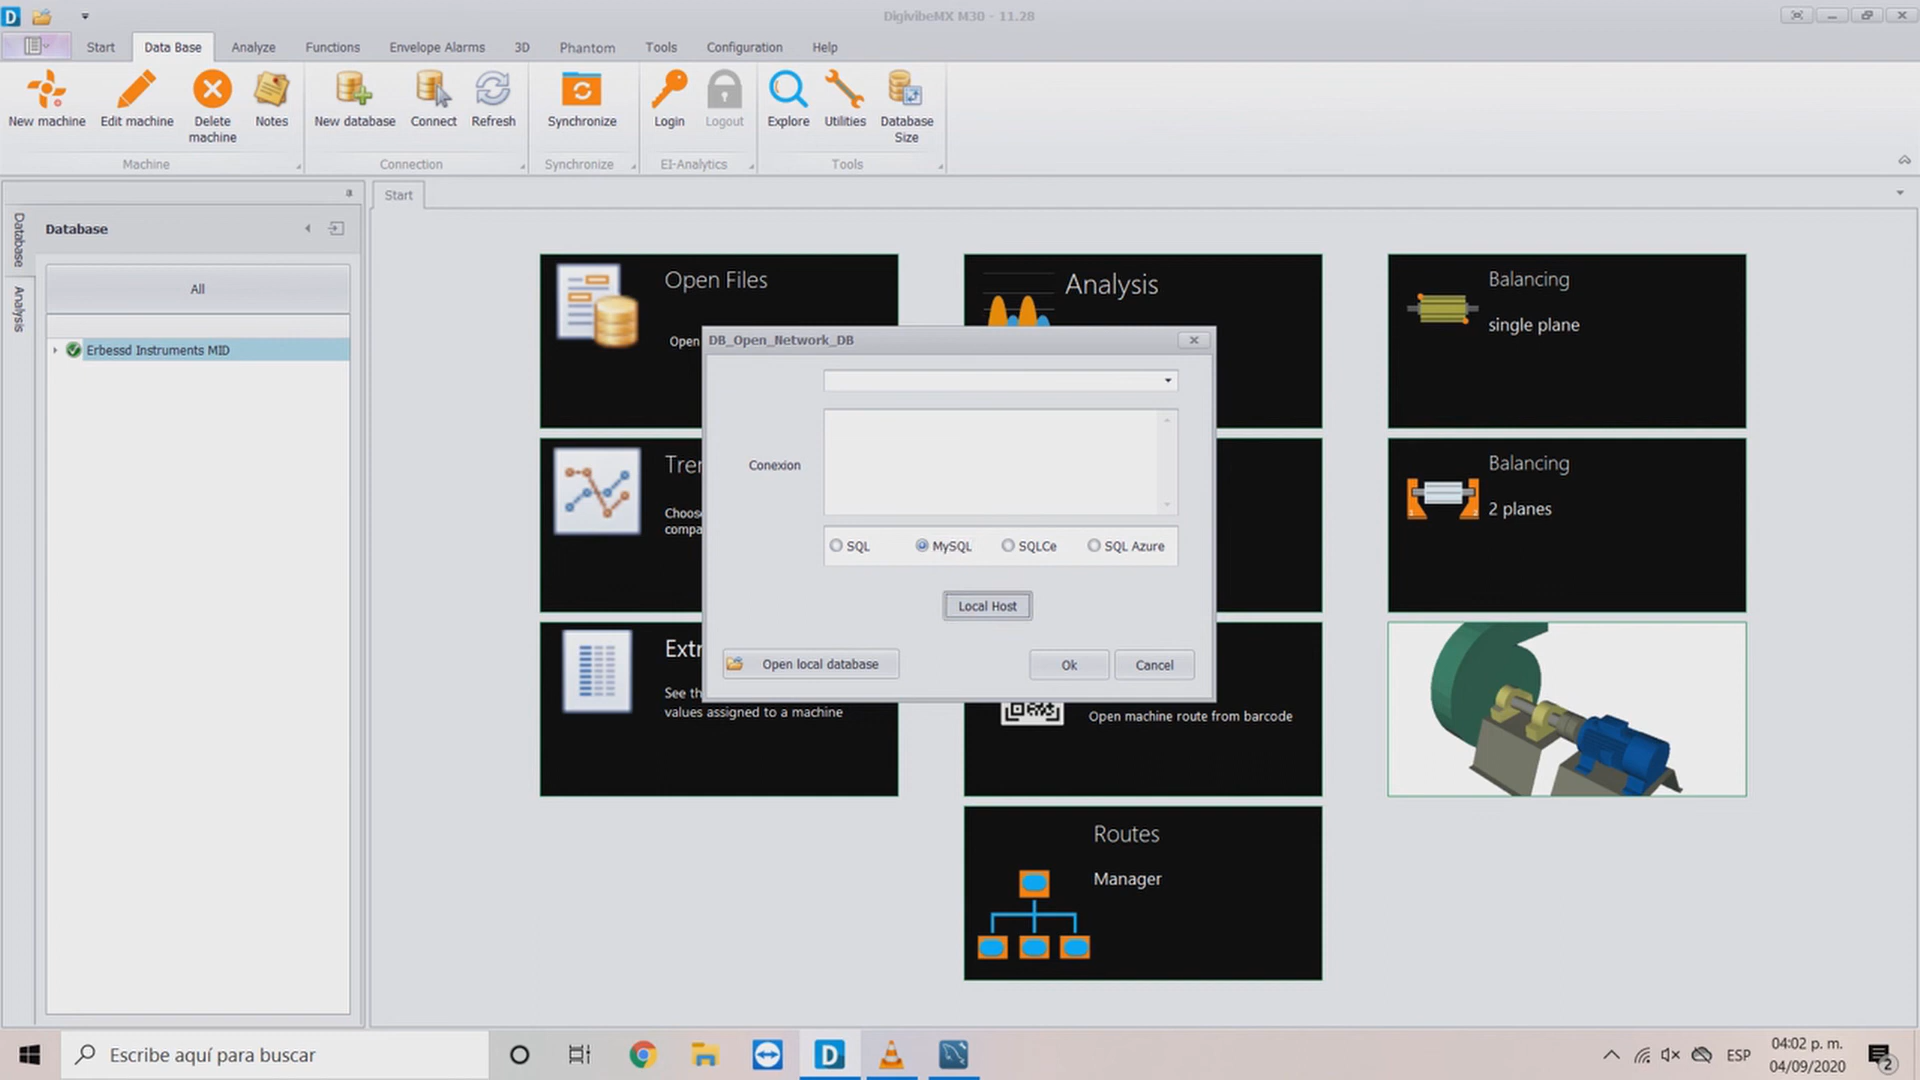 DigivibeMX M30 - 11.28
Start
Data Base
Analyze
Functions
Envelope Alarms
3D
Phantom
Tools
Configuration
Help
New machine
Edit machine
Delete
machine
Notes
New database
Connect
Refresh
Synchronize
Login
Logout
Explore
Utilities
Database
Size
Machine
Connection
Synchronize
EI-Analytics
Tools
Database
Analysis
Database
All
Erbessd Instruments MID
Start
Open Files
Open
Analysis
Balancing
single plane
DB_Open_Network_DB
Conexion
SQL
MySQL
SQLCe
SQL Azure
Local Host
Open local database
Ok
Cancel
Balancing
2 planes
See th
values assigned to a machine
Open machine route from barcode
Routes
Manager
Escribe aquí para buscar
ESP
04:02 p. m.
04/09/2020
2